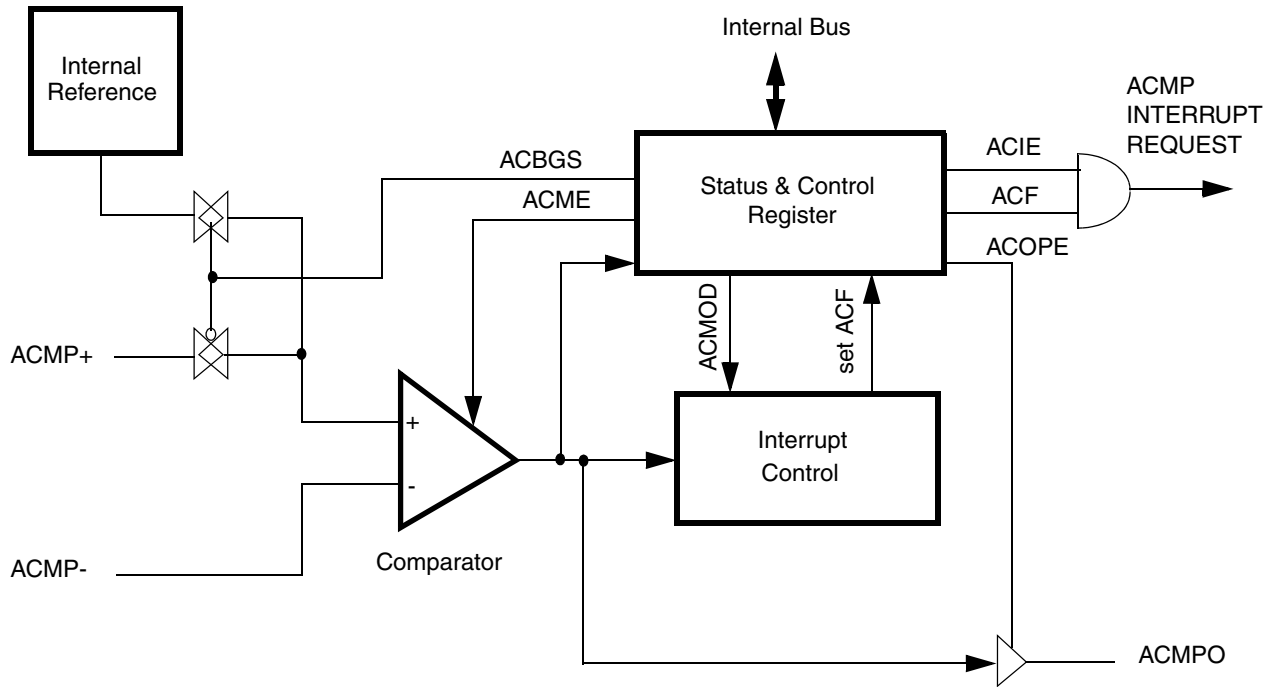 Internal Bus
Internal
Reference
ACMP
INTERRUPT
REQUEST
ACBGS
ACME
Status & Control
Register
ACIE
ACF
ACOPE
ACMOD
set ACF
ACMP+
+
-
Interrupt
Control
Comparator
ACMP-
ACMPO